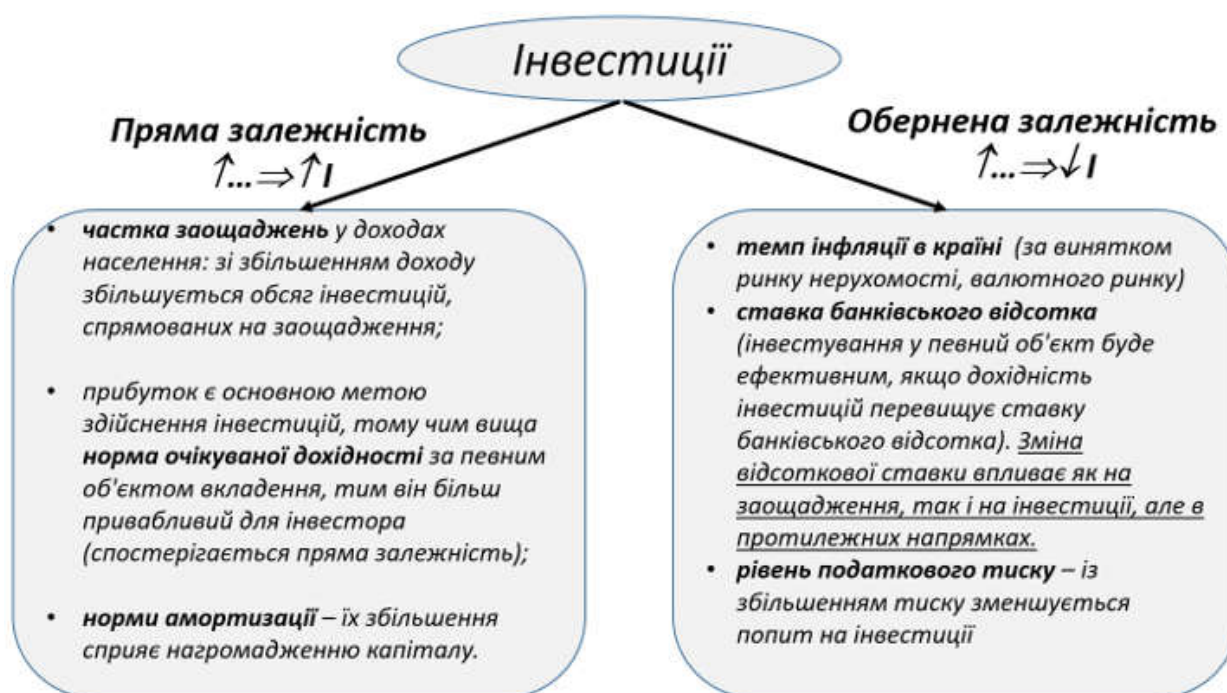 Інвестиції
Пряма залежність
↑...⇒↑I
• частка заощаджень у доходах
населення: зі збільшенням доходу
збільшується обсяг інвестицій,
спрямованих на заощадження;
• прибуток є основною метою
здійснення інвестицій, тому чим вища
норма очікуваної дохідності за певним
об'єктом вкладення, тим він більш
привабливий для інвестора
(спостерігається пряма залежність);
• норми амортизації – їх збільшення
сприяє нагромадженню капіталу.
Обернена залежність
↑...⇒↓I
• темп інфляції в країні (за винятком
ринку нерухомості, валютного ринку)
• ставка банківського відсотка
(інвестування у певний об'єкт буде
ефективним, якщо дохідність
інвестицій перевищує ставку
банківського відсотка). Зміна
відсоткової ставки впливає як на
заощадження, так і на інвестиції, але в
протилежних напрямках.
• рівень податкового тиску – із
збільшенням тиску зменшується
попит на інвестиції